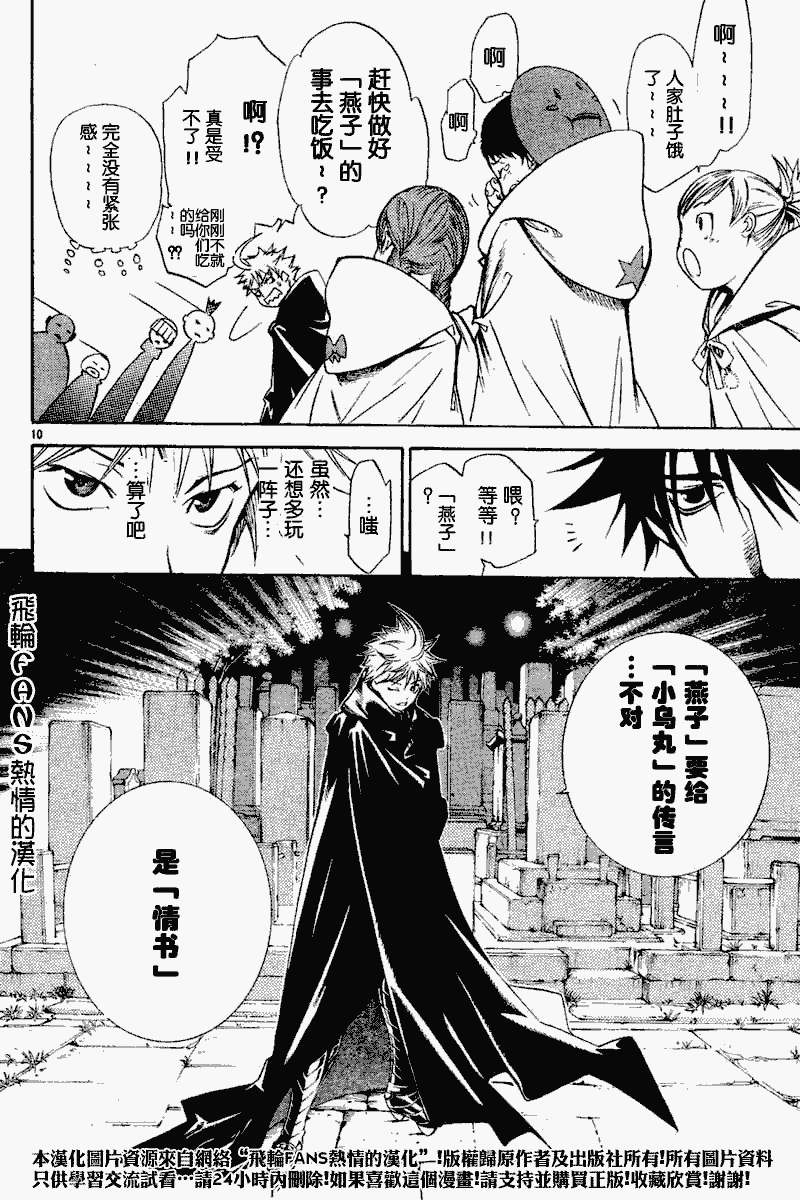 啊~~~~!!
人家肚子饿
了~~~~
啊
啊
赶快做好
「燕子」的
事去吃饭~?
啊!?
真是受
不了!!
刚刚不就
给你们吃
的吗
~~??
完全没有紧张
感~~~~
10
喂?
等等!!
「燕子」
?
…嗤
虽然…
还想多玩
一阵子…
…算了吧
「燕子」要给
「小乌丸」的传言
…不对
是「情书」
飛輪FANS熱情的漢化
本漢化圖片資源來自網絡“飛輪FANS熱情的漢化”!版權歸原作者及出版社所有!所有圖片資料
只供學習交流試看…請24小時內刪除!如果喜歡這個漫畫!請支持並購買正版!收藏欣賞!謝謝!